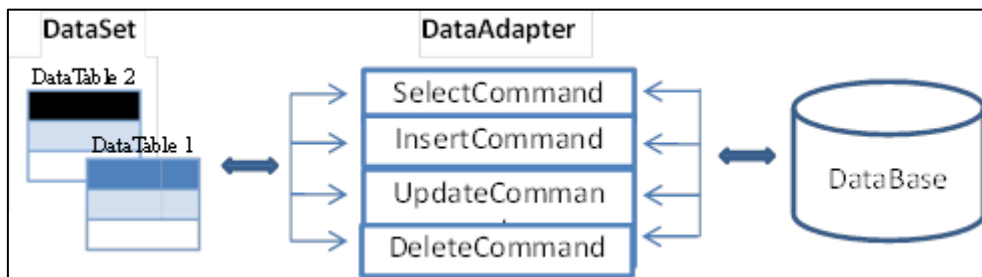 DataSet
DataAdapter
DataTable 2
DataTable 1
SelectCommand
InsertCommand
UpdateComman
DeleteCommand
DataBase